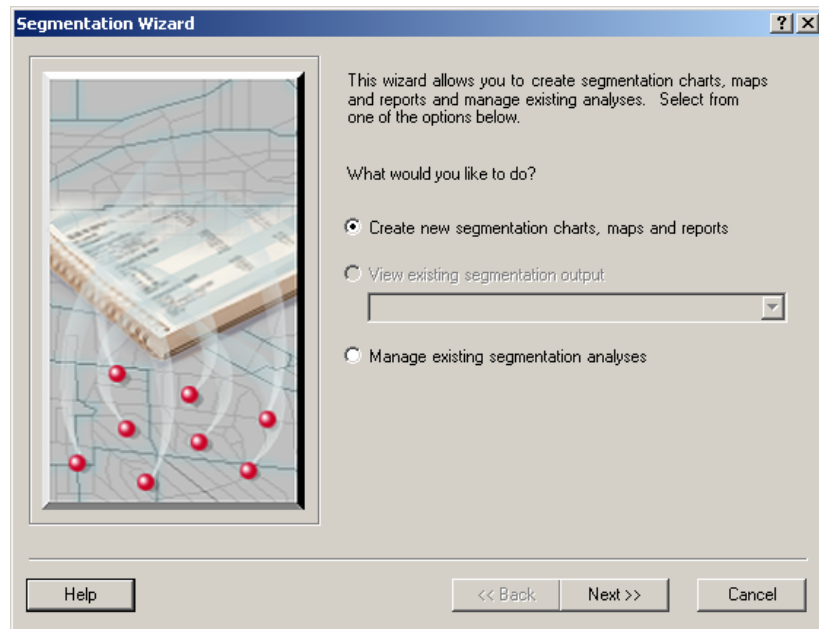 Segmentation Wizard
This wizard allows you to create segmentation charts, maps
and reports and manage existing analyses. Select from
one of the options below.
What would you like to do?
Create new segmentation charts, maps and reports
View existing segmentation output
Manage existing segmentation analyses
Help
<< Back
Next >>
Cancel